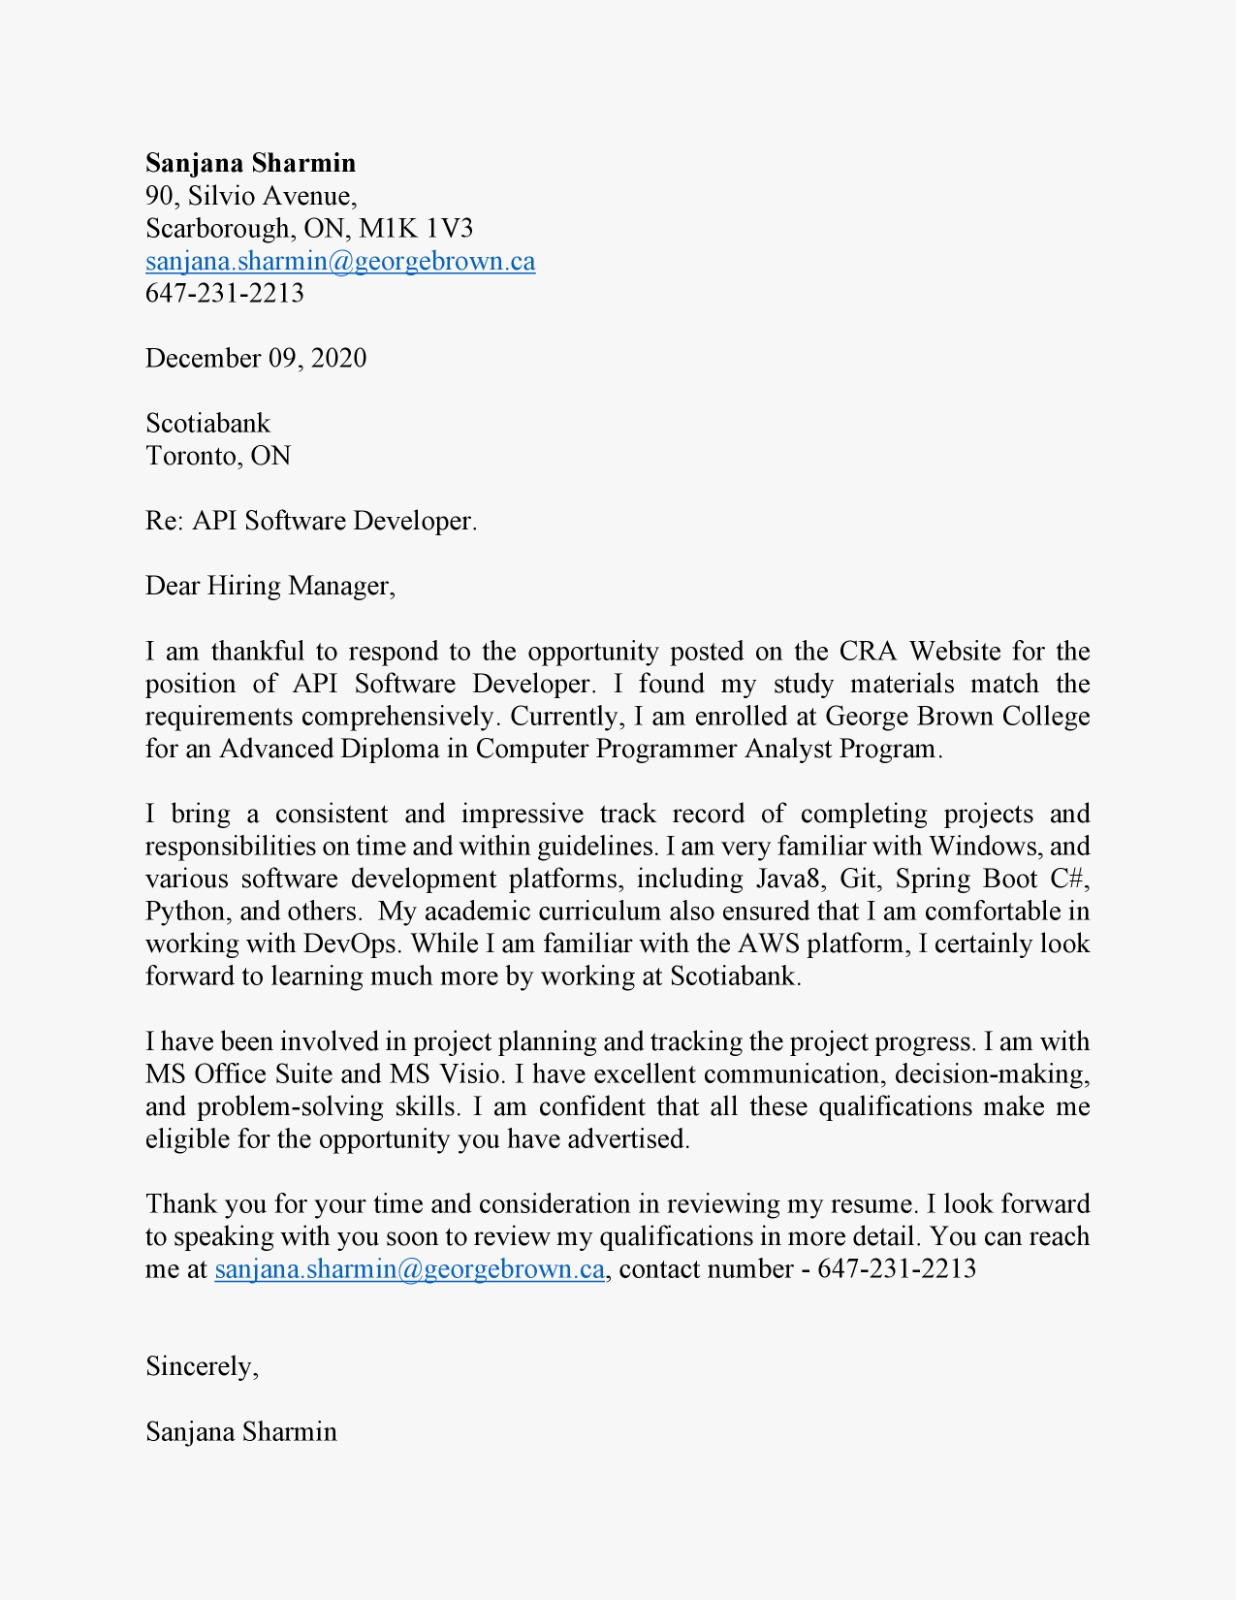 Sanjana Sharmin
90, Silvio Avenue,
Scarborough, ON, M1K 1V3
sanjana.sharmin@georgebrown.ca
647-231-2213
December 09, 2020
Scotiabank
Toronto, ON
Re: API Software Developer.
Dear Hiring Manager,
I am thankful to respond to the opportunity posted on the CRA Website for the
position of API Software Developer. I found my study materials match the
requirements comprehensively. Currently, I am enrolled at George Brown College
for an Advanced Diploma in Computer Programmer Analyst Program.
I bring a consistent and impressive track record of completing projects and
responsibilities on time and within guidelines. I am very familiar with Windows, and
various software development platforms, including Java8, Git, Spring Boot C#,
Python, and others.  My academic curriculum also ensured that I am comfortable in
working with DevOps. While I am familiar with the AWS platform, I certainly look
forward to learning much more by working at Scotiabank.
I have been involved in project planning and tracking the project progress. I am with
MS Office Suite and MS Visio. I have excellent communication, decision-making,
and problem-solving skills. I am confident that all these qualifications make me
eligible for the opportunity you have advertised.
Thank you for your time and consideration in reviewing my resume. I look forward
to speaking with you soon to review my qualifications in more detail. You can reach
me at sanjana.sharmin@georgebrown.ca, contact number - 647-231-2213
Sincerely,
Sanjana Sharmin